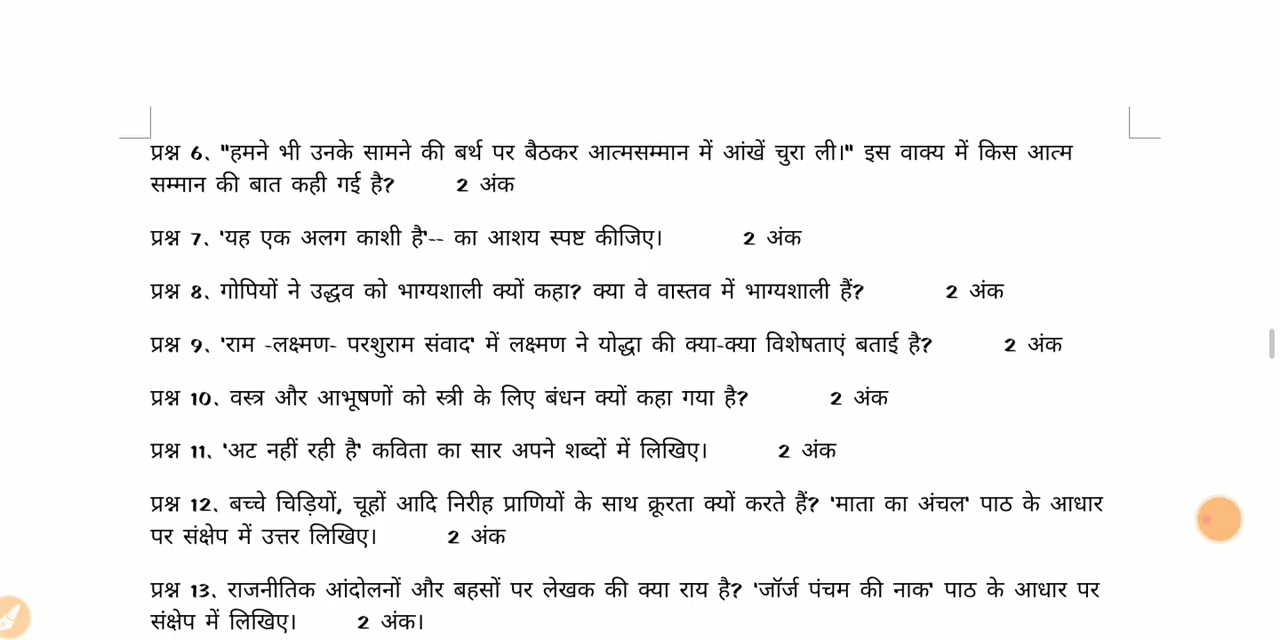 प्रश्न 6. "हमने भी उनके सामने की बर्थ पर बैठकर आत्मसम्मान में आंखें चुरा ली।" इस वाक्य में किस आत्म
सम्मान की बात कही गई है? 2 अंक
प्रश्न 7. 'यह एक अलग काशी है'-- का आशय स्पष्ट कीजिए। 2 अंक
प्रश्न 8. गोपियों ने उद्धव को भाग्यशाली क्यों कहा? क्या वे वास्तव में भाग्यशाली हैं? 2 अंक
प्रश्न 9. 'राम -लक्ष्मण- परशुराम संवाद' में लक्ष्मण ने योद्धा की क्या-क्या विशेषताएं बताई है? 2 अंक
प्रश्न 10. वस्त्र और आभूषणों को स्त्री के लिए बंधन क्यों कहा गया है? 2 अंक
प्रश्न 11. 'अट नहीं रही है' कविता का सार अपने शब्दों में लिखिए। 2 अंक
प्रश्न 12. बच्चे चिड़ियों, चूहों आदि निरीह प्राणियों के साथ क्रूरता क्यों करते हैं? 'माता का अंचल' पाठ के आधार
पर संक्षेप में उत्तर लिखिए। 2 अंक
प्रश्न 13. राजनीतिक आंदोलनों और बहसों पर लेखक की क्या राय है? 'जॉर्ज पंचम की नाक' पाठ के आधार पर
संक्षेप में लिखिए। 2 अंक।